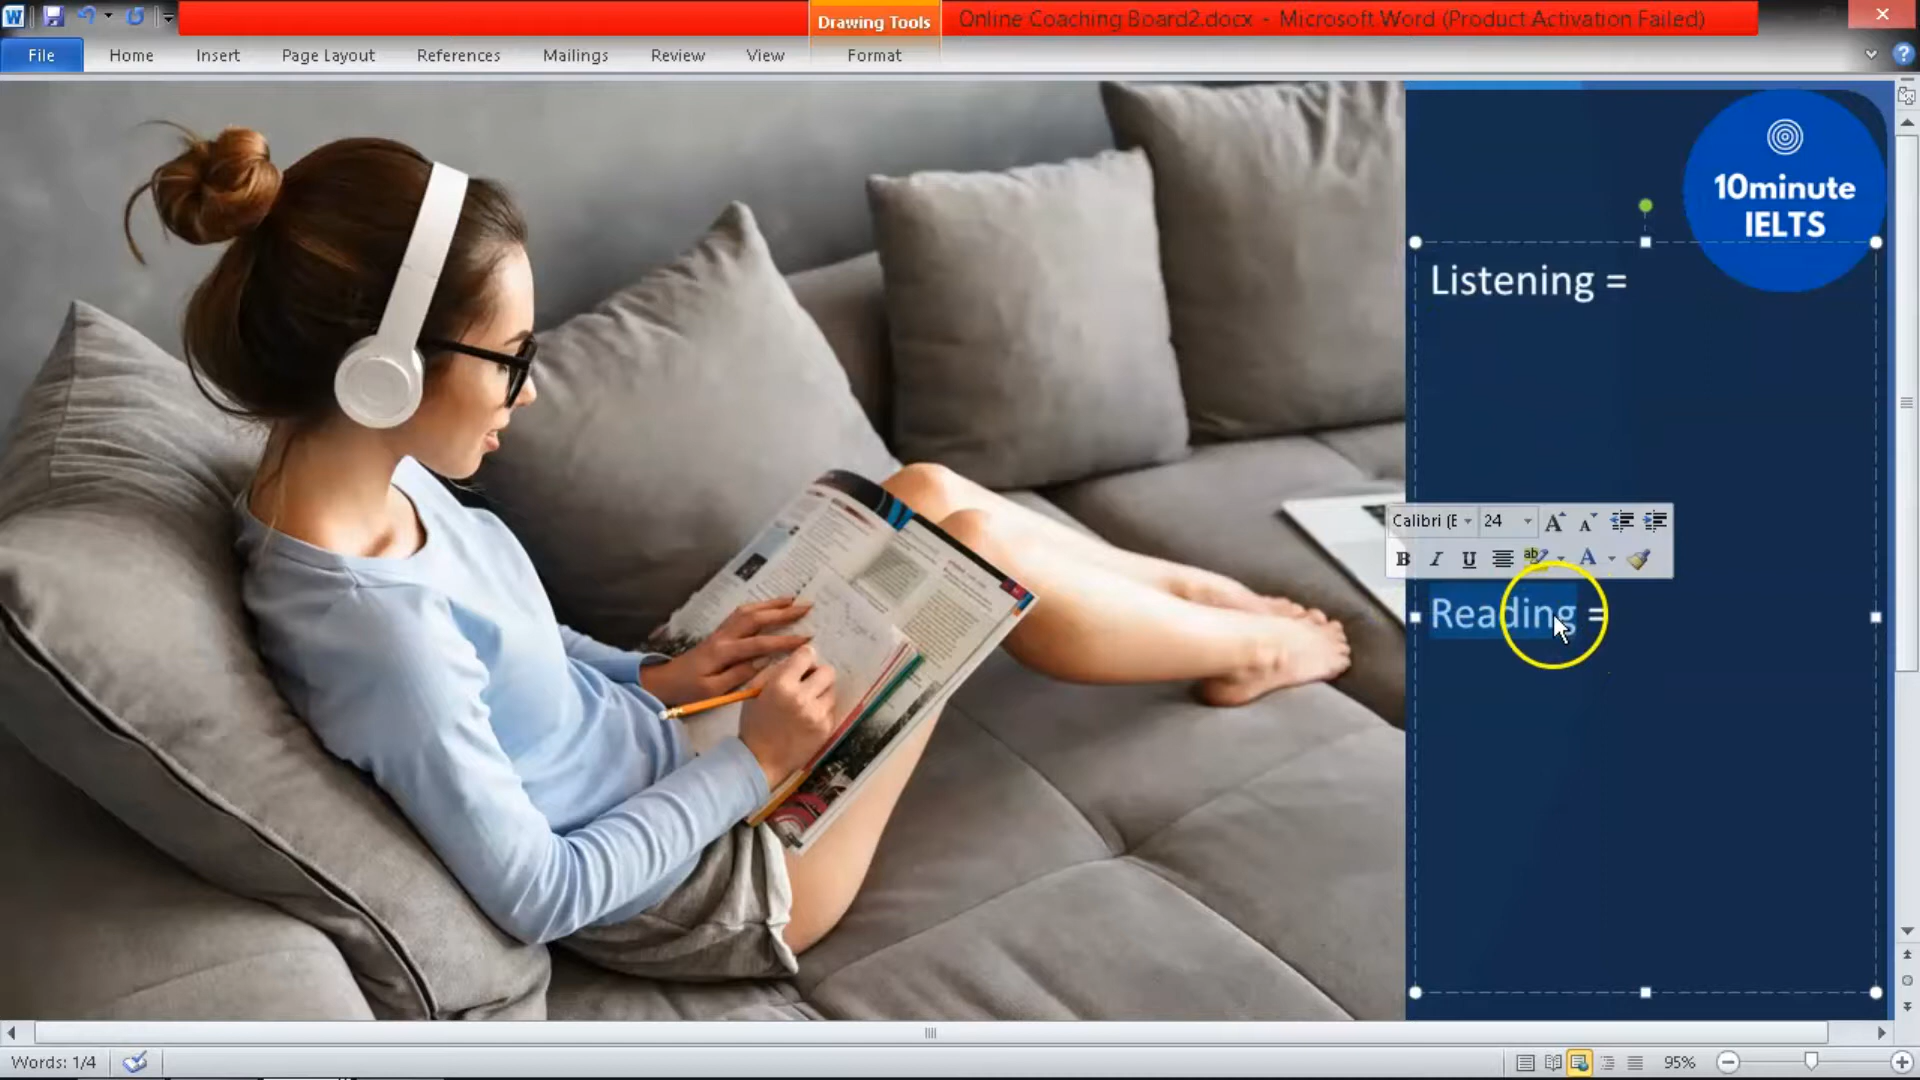 Drawing Tools
Online Coaching Board2.docx - Microsoft Word (Product Activation Failed)
File Home Insert Page Layout References Mailings Review View Format
10minute
IELTS
Listening =
Calibri (E 24
Reading =
Words: 1/4
95%